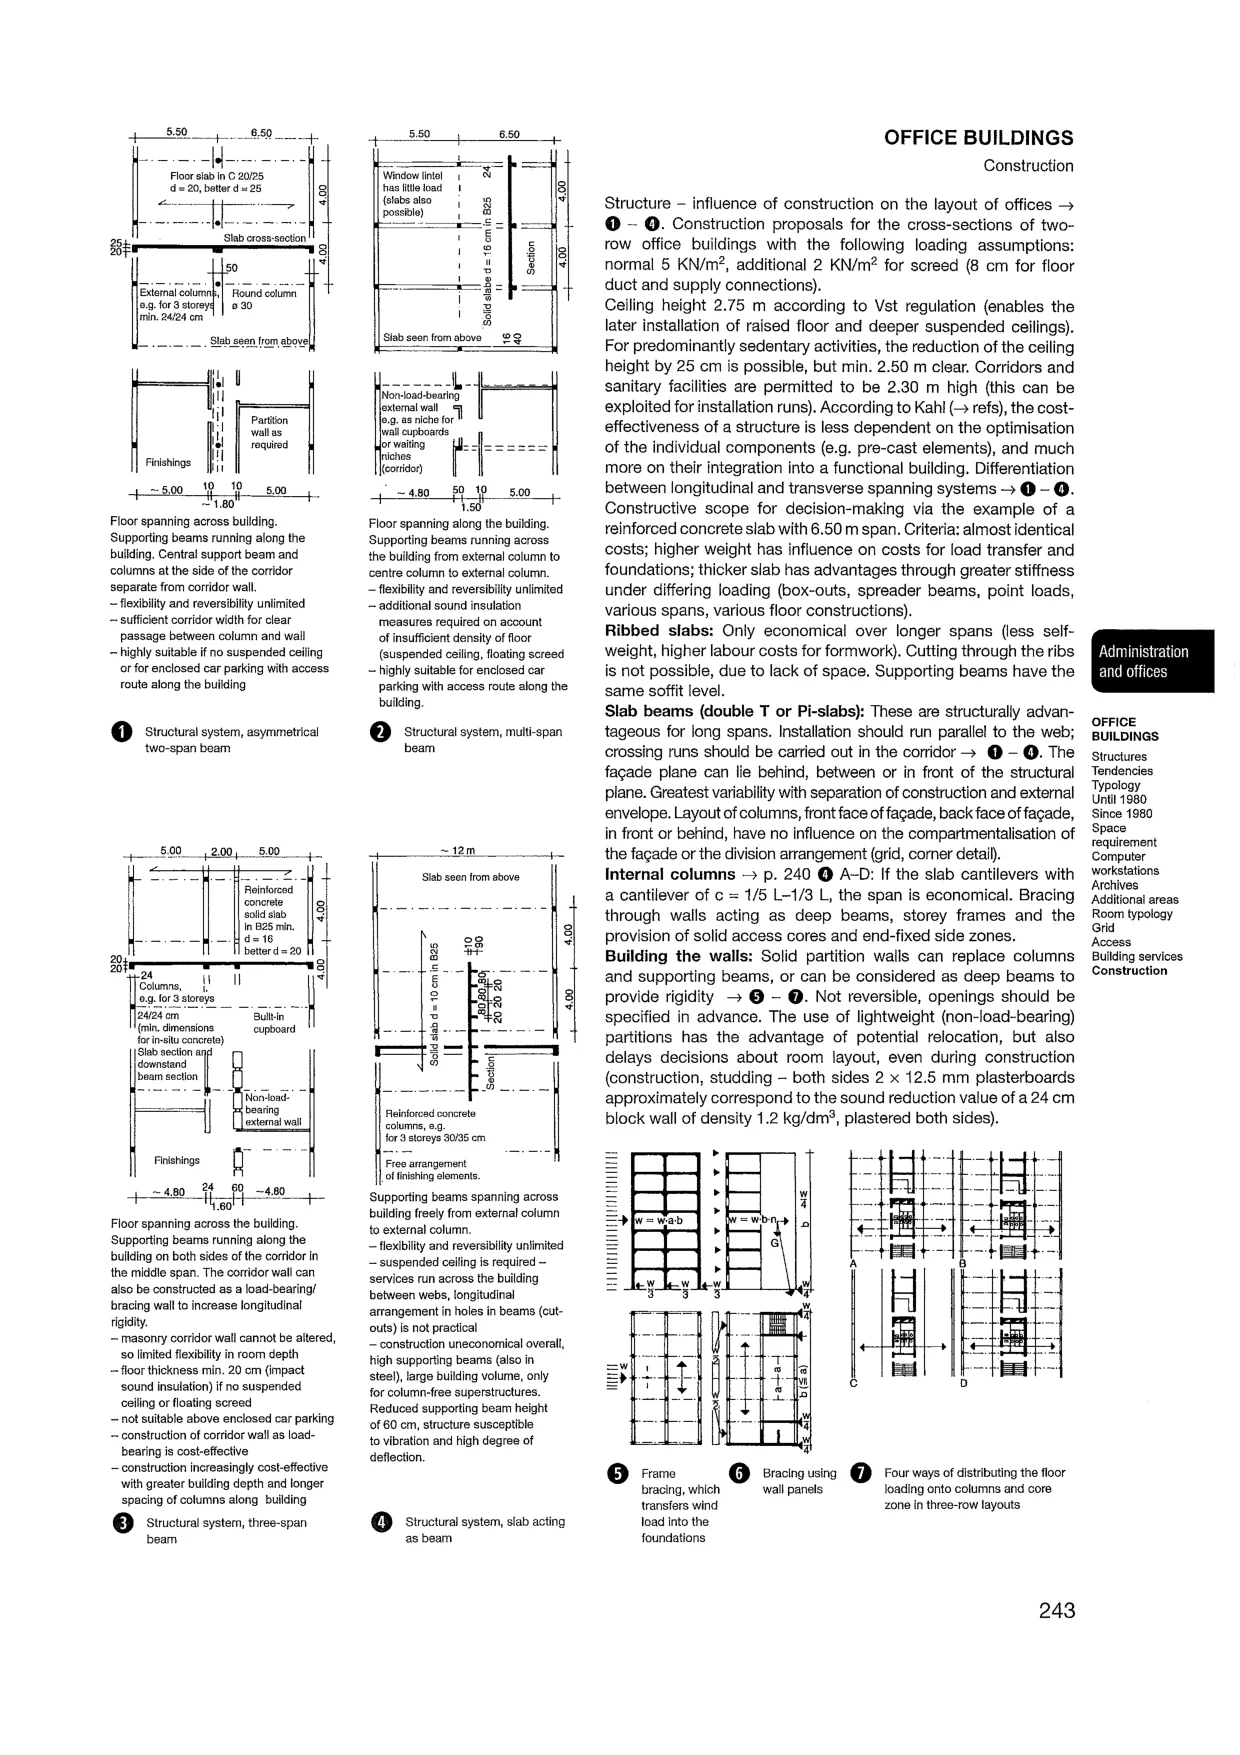 OFFICE BUILDINGS
Construction
5.50 6.50
Floor slab in C 20/25
d = 20, better d = 25
4.00
Slab cross-section
25
20
4.00
50
External column,
e.g. for 3 storeys
min. 24/24 cm
Round column
ø 30
Slab seen from above
Partition
wall as
required
Finishings
~ 5.00 10 10 5.00
~ 1.80
Floor spanning across building.
Supporting beams running along the
building. Central support beam and
columns at the side of the corridor
separate from corridor wall.
– flexibility and reversibility unlimited
– sufficient corridor width for clear
passage between column and wall
– highly suitable if no suspended ceiling
or for enclosed car parking with access
route along the building
1 Structural system, asymmetrical
two-span beam
5.50 6.50
Window lintel
has little load
(slabs also
possible)
24
Solid slabe d = 16 cm in B25
Section
4.00
4.00
Slab seen from above
16
40
Non-load-bearing
external wall
e.g. as niche for
wall cupboards
or waiting
niches
(corridor)
~ 4.80 50 10 5.00
1.50
Floor spanning along the building.
Supporting beams running across
the building from external column to
centre column to external column.
– flexibility and reversibility unlimited
– additional sound insulation
measures required on account
of insufficient density of floor
(suspended ceiling, floating screed
– highly suitable for enclosed car
parking with access route along the
building.
2 Structural system, multi-span
beam
5.00 2.00 5.00
Reinforced
concrete
solid slab
in B25 min.
d = 16
better d = 20
4.00
20
20
4.00
24
Columns,
e.g. for 3 storeys
24/24 cm
(min. dimensions
for in-situ concrete)
Built-in
cupboard
Slab section and
downstand
beam section
Non-load-
bearing
external wall
Finishings
~ 4.80 24 60 ~4.80
1.60
Floor spanning across the building.
Supporting beams running along the
building on both sides of the corridor in
the middle span. The corridor wall can
also be constructed as a load-bearing/
bracing wall to increase longitudinal
rigidity.
– masonry corridor wall cannot be altered,
so limited flexibility in room depth
– floor thickness min. 20 cm (impact
sound insulation) if no suspended
ceiling or floating screed
– not suitable above enclosed car parking
– construction of corridor wall as load-
bearing is cost-effective
– construction increasingly cost-effective
with greater building depth and longer
spacing of columns along building
3 Structural system, three-span
beam
~ 12 m
Slab seen from above
Solid slab d = 10 cm in B25
10
90
80 80 80
20 20 20
4.00
4.00
Section
Reinforced concrete
columns, e.g.
for 3 storeys 30/35 cm
Free arrangement
of finishing elements.
Supporting beams spanning across
building freely from external column
to external column.
– flexibility and reversibility unlimited
– suspended ceiling is required –
services run across the building
between webs, longitudinal
arrangement in holes in beams (cut-
outs) is not practical
– construction uneconomical overall,
high supporting beams (also in
steel), large building volume, only
for column-free superstructures.
Reduced supporting beam height
of 60 cm, structure susceptible
to vibration and high degree of
deflection.
4 Structural system, slab acting
as beam
Structure – influence of construction on the layout of offices →
1 – 4. Construction proposals for the cross-sections of two-
row office buildings with the following loading assumptions:
normal 5 KN/m², additional 2 KN/m² for screed (8 cm for floor
duct and supply connections).
Ceiling height 2.75 m according to Vst regulation (enables the
later installation of raised floor and deeper suspended ceilings).
For predominantly sedentary activities, the reduction of the ceiling
height by 25 cm is possible, but min. 2.50 m clear. Corridors and
sanitary facilities are permitted to be 2.30 m high (this can be
exploited for installation runs). According to Kahl (→ refs), the cost-
effectiveness of a structure is less dependent on the optimisation
of the individual components (e.g. pre-cast elements), and much
more on their integration into a functional building. Differentiation
between longitudinal and transverse spanning systems → 1 – 4.
Constructive scope for decision-making via the example of a
reinforced concrete slab with 6.50 m span. Criteria: almost identical
costs; higher weight has influence on costs for load transfer and
foundations; thicker slab has advantages through greater stiffness
under differing loading (box-outs, spreader beams, point loads,
various spans, various floor constructions).
Ribbed slabs: Only economical over longer spans (less self-
weight, higher labour costs for formwork). Cutting through the ribs
is not possible, due to lack of space. Supporting beams have the
same soffit level.
Slab beams (double T or Pi-slabs): These are structurally advan-
tageous for long spans. Installation should run parallel to the web;
crossing runs should be carried out in the corridor → 1 – 4. The
façade plane can lie behind, between or in front of the structural
plane. Greatest variability with separation of construction and external
envelope. Layout of columns, front face of façade, back face of façade,
in front or behind, have no influence on the compartmentalisation of
the façade or the division arrangement (grid, corner detail).
Internal columns → p. 240 4 A–D: If the slab cantilevers with
a cantilever of c = 1/5 L–1/3 L, the span is economical. Bracing
through walls acting as deep beams, storey frames and the
provision of solid access cores and end-fixed side zones.
Building the walls: Solid partition walls can replace columns
and supporting beams, or can be considered as deep beams to
provide rigidity → 5 – 7. Not reversible, openings should be
specified in advance. The use of lightweight (non-load-bearing)
partitions has the advantage of potential relocation, but also
delays decisions about room layout, even during construction
(construction, studding – both sides 2 x 12.5 mm plasterboards
approximately correspond to the sound reduction value of a 24 cm
block wall of density 1.2 kg/dm³, plastered both sides).
w = w·a·b
w = w·b·n
G
A
B
C
D
5 Frame
bracing, which
transfers wind
load into the
foundations
6 Bracing using
wall panels
7 Four ways of distributing the floor
loading onto columns and core
zone in three-row layouts
Administration
and offices
OFFICE
BUILDINGS
Structures
Tendencies
Typology
Until 1980
Since 1980
Space
requirement
Computer
workstations
Archives
Additional areas
Room typology
Grid
Access
Building services
Construction
243